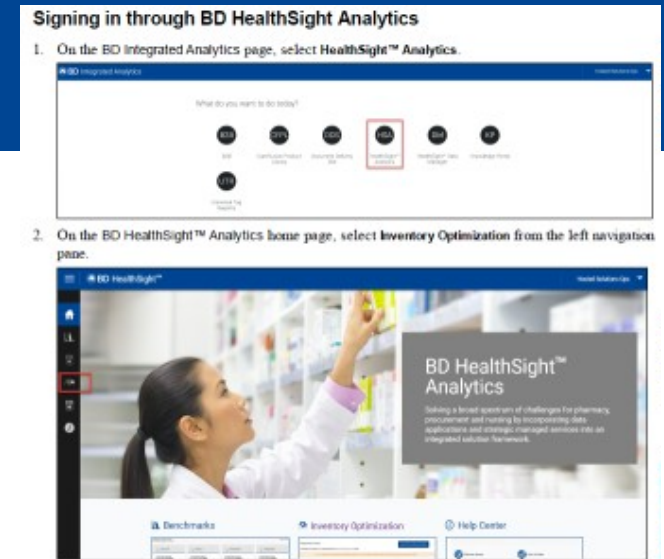 Signing in through BD HealthSight Analytics
1. On the BD Integrated Analytics page, select HealthSight™ Analytics.
BD Integrated Analytics
What do you want to do today?
HSA
KP
HealthSight™
Analytics
Knowledge Portal
UTR
2. On the BD HealthSight™ Analytics home page, select Inventory Optimization from the left navigation
pane.
BD HealthSight™
BD HealthSight™
Analytics
Solving a broad spectrum of challenges for pharmacy,
procurement and nursing by incorporating data,
applications and strategic managed services into an
integrated solution framework.
Benchmarks
Inventory Optimization
Help Center